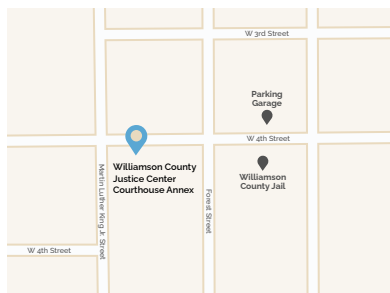 W 3rd Street
Parking
Garage
W 4th Street
Williamson County
Justice Center
Courthouse Annex
Williamson
County Jail
Martin Luther King Jr. Street
Forest Street
W 4th Street